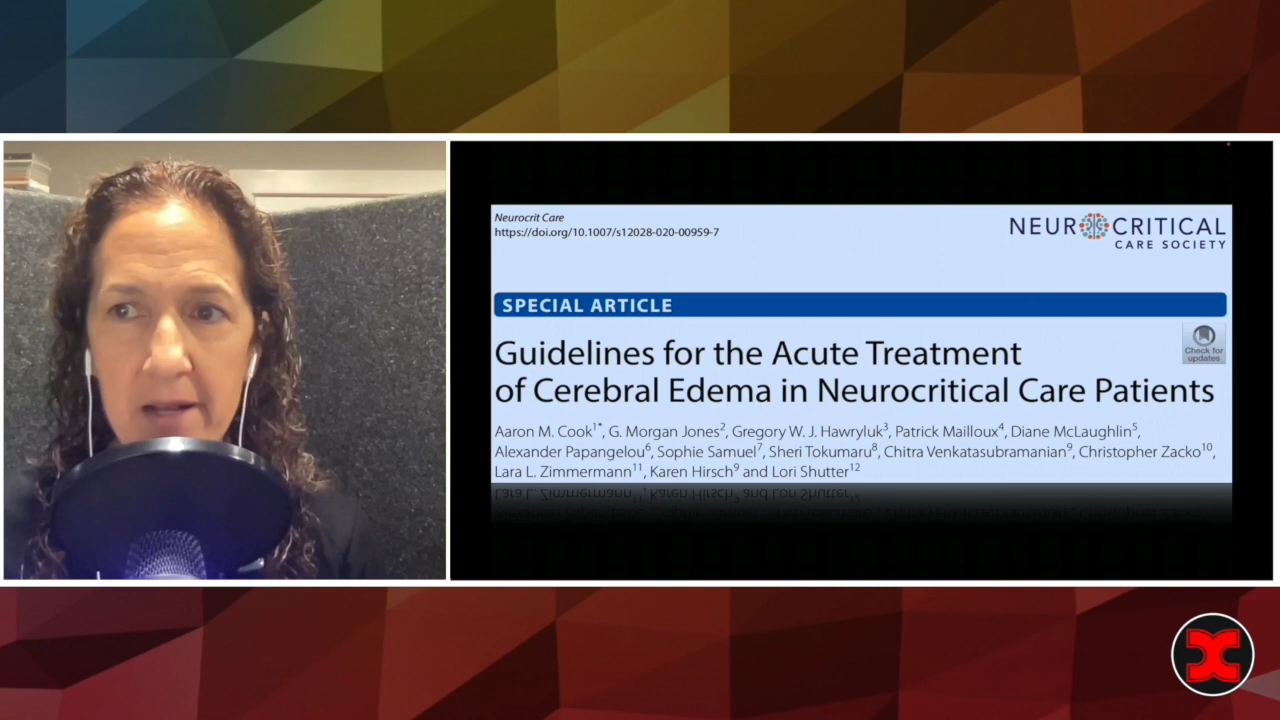 Neurocrit Care
https://doi.org/10.1007/s12028-020-00959-7
NEUROCRITICAL
CARE SOCIETY
SPECIAL ARTICLE
Check for
updates
Guidelines for the Acute Treatment
of Cerebral Edema in Neurocritical Care Patients
Aaron M. Cook1*, G. Morgan Jones2, Gregory W. J. Hawryluk3, Patrick Mailloux4, Diane McLaughlin5,
Alexander Papangelou6, Sophie Samuel7, Sheri Tokumaru8, Chitra Venkatasubramanian9, Christopher Zacko10,
Lara L. Zimmermann11, Karen Hirsch9 and Lori Shutter12